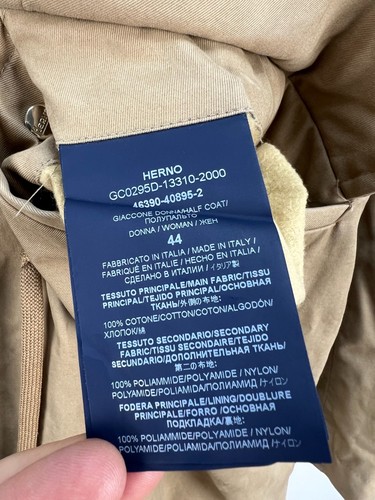 HERNO
GC0295D-13310-2000
46390-40895-2
GIACCONE DONNA/HALF COAT/
ПОЛУПАЛЬТО
DONNA / WOMAN / ЖЕН
44
FABBRICATO IN ITALIA / MADE IN ITALY /
FABRIQUÉ EN ITALIE / HECHO EN ITALIA /
СДЕЛАНО В ИТАЛИИ / イタリア製
TESSUTO PRINCIPALE/MAIN FABRIC/TISSU
PRINCIPAL/TEJIDO PRINCIPAL/ОСНОВНАЯ
ТКАНЬ/外側の布地:
100% COTONE/COTTON/COTON/ALGODÓN/
ХЛОПОК/綿
TESSUTO SECONDARIO/SECONDARY
FABRIC/TISSU SECONDAIRE/TEJIDO
SECUNDARIO/ДОПОЛНИТЕЛЬНАЯ ТКАНЬ/
第二の布地:
100% POLIAMMIDE/POLYAMIDE / NYLON/
POLYAMIDE/POLIAMIDA/ПОЛИАМИД /ナイロン
FODERA PRINCIPALE/LINING/DOUBLURE
PRINCIPALE/FORRO /ОСНОВНАЯ
ПОДКЛАДКА/裏地:
100% POLIAMMIDE/POLYAMIDE / NYLON/
POLYAMIDE/POLIAMIDA/ПОЛИАМИД /ナイロン